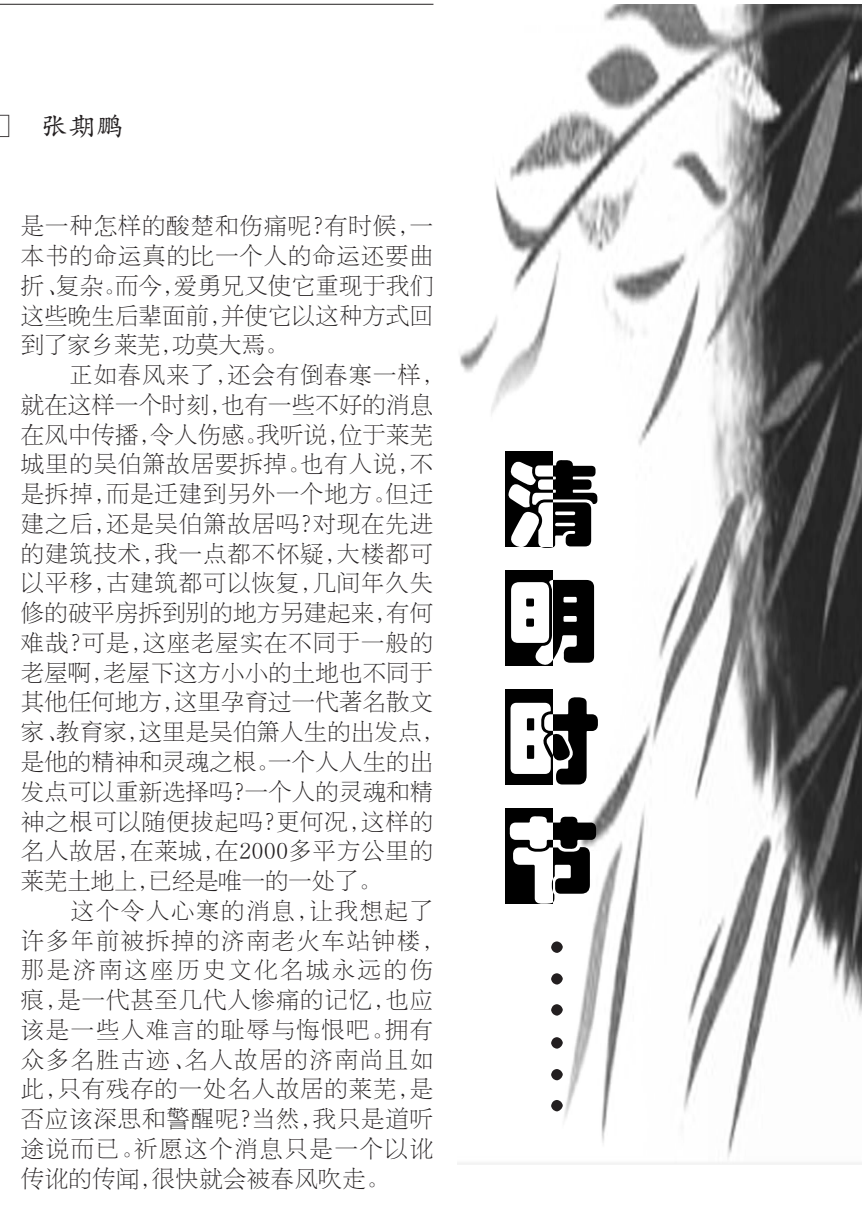 张期鹏
是一种怎样的酸楚和伤痛呢?有时候,一
本书的命运真的比一个人的命运还要曲
折、复杂。而今,爱勇兄又使它重现于我们
这些晚生后辈面前,并使它以这种方式回
到了家乡莱芜,功莫大焉。
正如春风来了,还会有倒春寒一样,
就在这样一个时刻,也有一些不好的消息
在风中传播,令人伤感。我听说,位于莱芜
城里的吴伯箫故居要拆掉。也有人说,不
是拆掉,而是迁建到另外一个地方。但迁
建之后,还是吴伯箫故居吗?对现在先进
的建筑技术,我一点都不怀疑,大楼都可
以平移,古建筑都可以恢复,几间年久失
修的破平房拆到别的地方另建起来,有何
难哉?可是,这座老屋实在不同于一般的
老屋啊,老屋下这方小小的土地也不同于
其他任何地方,这里孕育过一代著名散文
家、教育家,这里是吴伯箫人生的出发点,
是他的精神和灵魂之根。一个人人生的出
发点可以重新选择吗?一个人的灵魂和精
神之根可以随便拔起吗?更何况,这样的
名人故居,在莱城,在2000多平方公里的
莱芜土地上,已经是唯一的一处了。
这个令人心寒的消息,让我想起了
许多年前被拆掉的济南老火车站钟楼,
那是济南这座历史文化名城永远的伤
痕,是一代甚至几代人惨痛的记忆,也应
该是一些人难言的耻辱与悔恨吧。拥有
众多名胜古迹、名人故居的济南尚且如
此,只有残存的一处名人故居的莱芜,是
否应该深思和警醒呢?当然,我只是道听
途说而已。祈愿这个消息只是一个以讹
传讹的传闻,很快就会被春风吹走。
清明时节